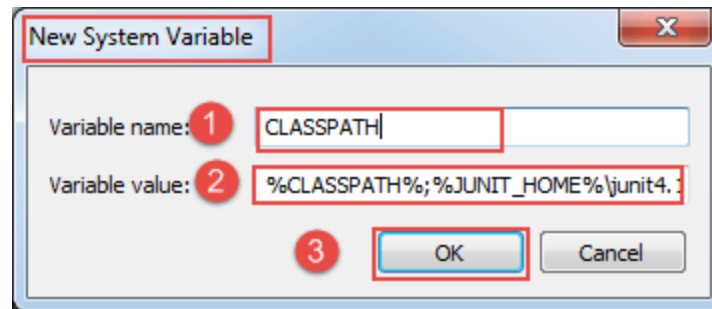 New System Variable
Variable name: 1 CLASSPATH
Variable value: 2 %CLASSPATH%;%JUNIT_HOME%\junit4.
3 OK Cancel